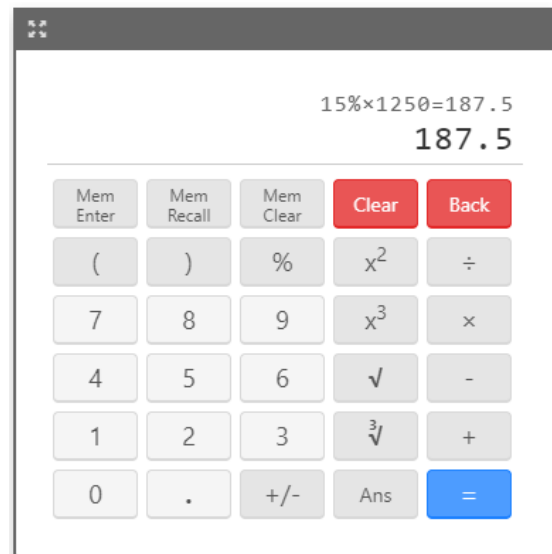 15%×1250=187.5
187.5
Mem Enter Mem Recall Mem Clear Clear Back
( ) % x² ÷
7 8 9 x³ ×
4 5 6 √ -
1 2 3 ∛ +
0 . +/- Ans =